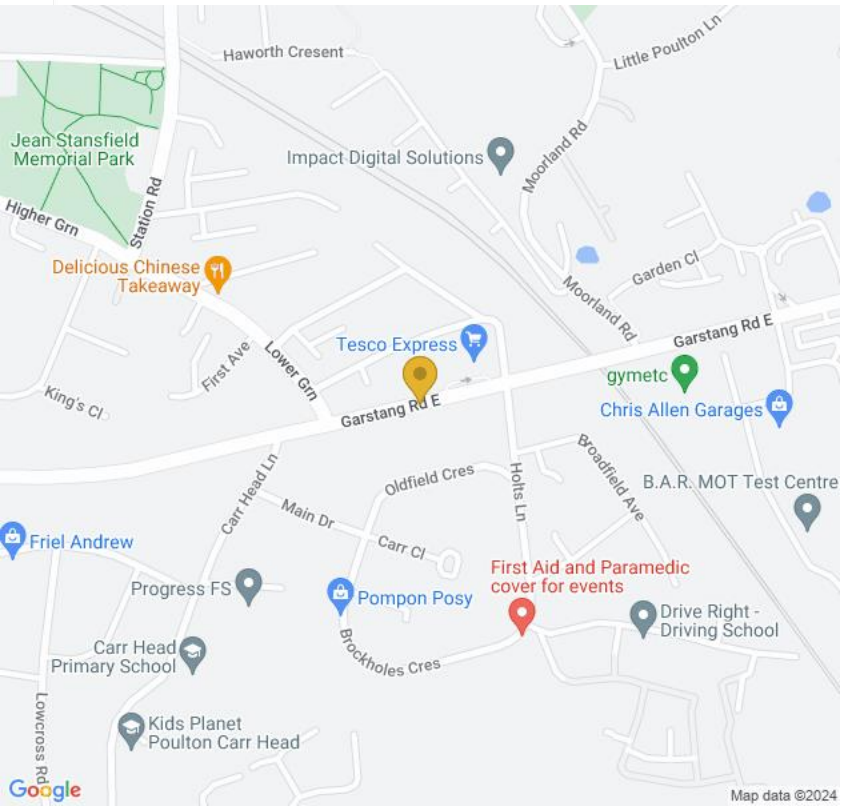 Haworth Cresent
Little Poulton Ln
Jean Stansfield
Memorial Park
Impact Digital Solutions
Moorland Rd
Station Rd
Higher Grn
Delicious Chinese
Takeaway
Garden Cl
Moorland Rd
Garstang Rd E
Tesco Express
Lower Grn
First Ave
gymetc
King's Cl
Garstang Rd E
Chris Allen Garages
Carr Head Ln
Oldfield Cres
Holts Ln
Broadfield Ave
B.A.R. MOT Test Centre
Main Dr
Carr Cl
Friel Andrew
First Aid and Paramedic
cover for events
Progress FS
Pompon Posy
Drive Right -
Driving School
Carr Head
Primary School
Brockholes Cres
Lowcross Rd
Kids Planet
Poulton Carr Head
Google
Map data ©2024